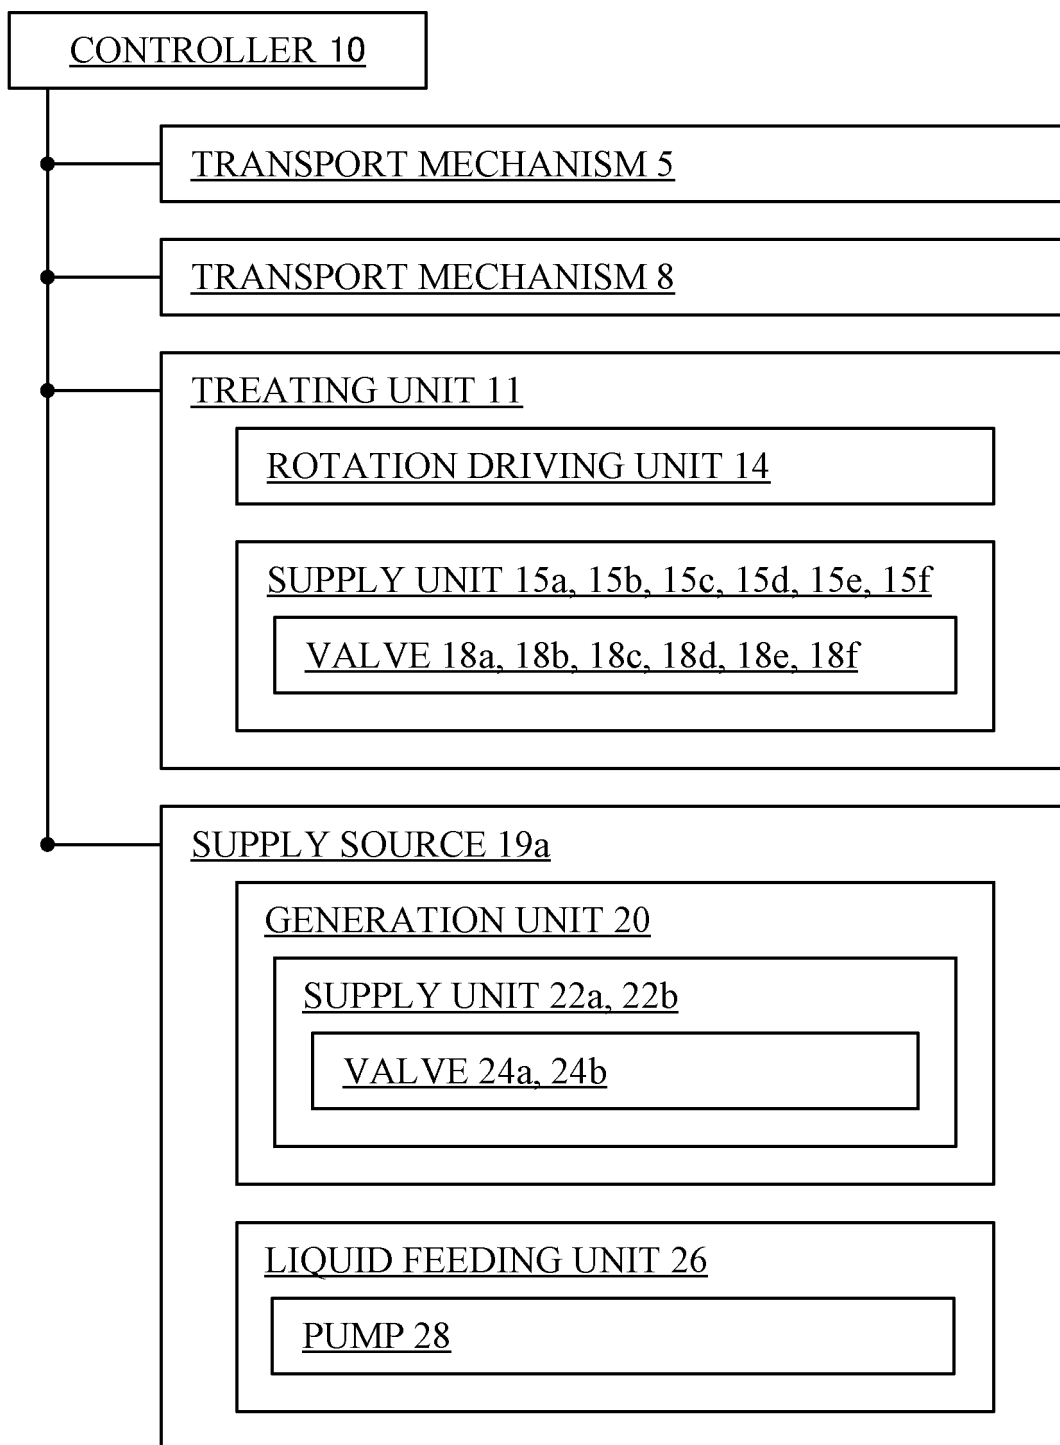 CONTROLLER 10
TRANSPORT MECHANISM 5
TRANSPORT MECHANISM 8
TREATING UNIT 11
ROTATION DRIVING UNIT 14
SUPPLY UNIT 15a, 15b, 15c, 15d, 15e, 15f
VALVE 18a, 18b, 18c, 18d, 18e, 18f
SUPPLY SOURCE 19a
GENERATION UNIT 20
SUPPLY UNIT 22a, 22b
VALVE 24a, 24b
LIQUID FEEDING UNIT 26
PUMP 28